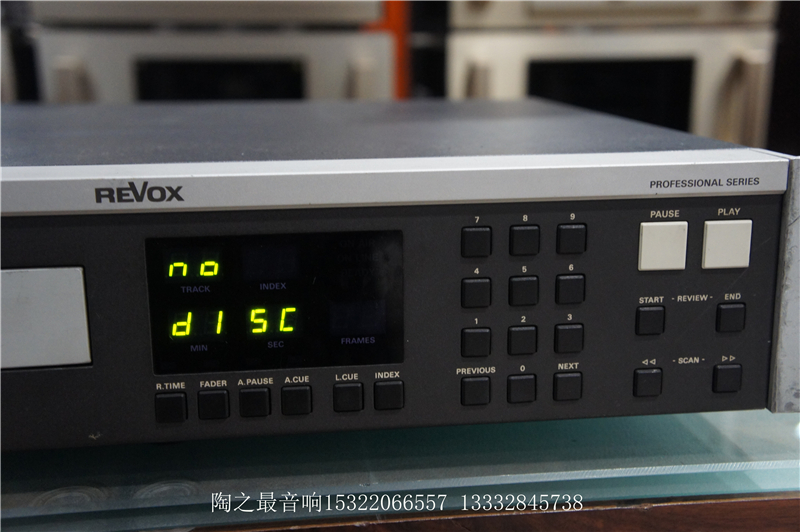 REVOX
PROFESSIONAL SERIES
PAUSE PLAY
no
TRACK INDEX
dISC
MIN SEC FRAMES
7 8 9
4 5 6
1 2 3
PREVIOUS 0 NEXT
START - REVIEW - END
◁◁ - SCAN - ▷▷
R.TIME FADER A.PAUSE A.CUE L.CUE INDEX
陶之最音响15322066557 13332845738